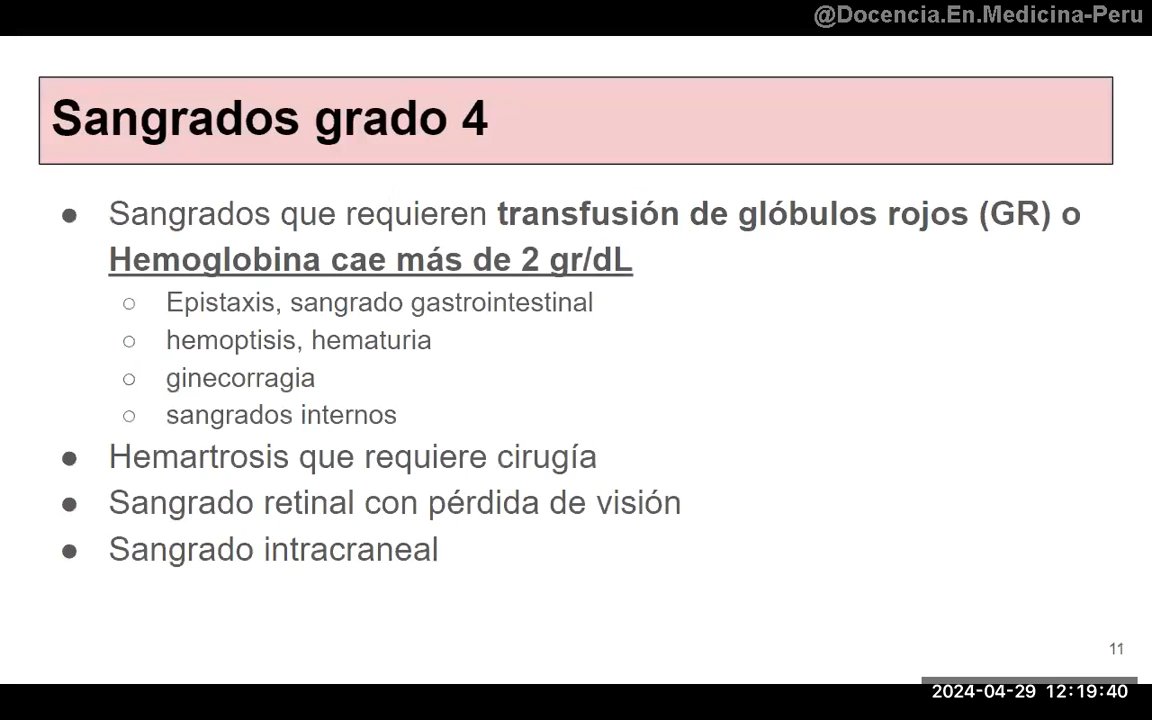 @Docencia.En.Medicina-Peru
Sangrados grado 4
● Sangrados que requieren transfusión de glóbulos rojos (GR) o
Hemoglobina cae más de 2 gr/dL
○ Epistaxis, sangrado gastrointestinal
○ hemoptisis, hematuria
○ ginecorragia
○ sangrados internos
● Hemartrosis que requiere cirugía
● Sangrado retinal con pérdida de visión
● Sangrado intracraneal
11
2024-04-29 12:19:40